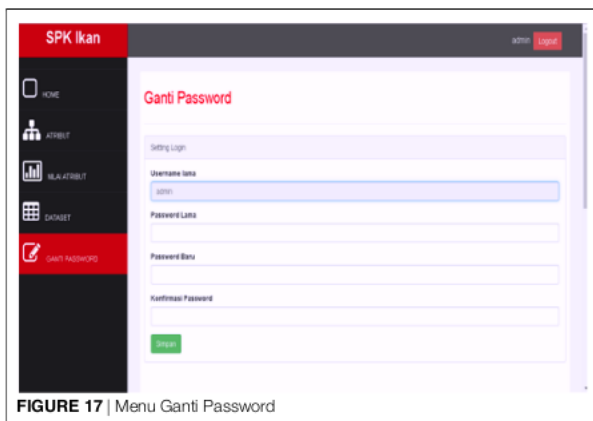 SPK Ikan
admin Logout
HOME
ATRIBUT
NILAI ATRIBUT
DATASET
GANTI PASSWORD
Ganti Password
Setting Login
Username lama
admin
Password Lama
Password Baru
Konfirmasi Password
Simpan
FIGURE 17 | Menu Ganti Password